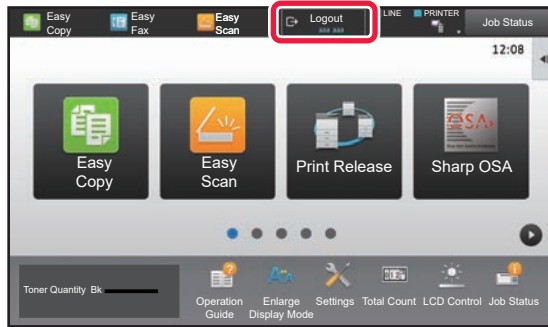 Easy
Copy
Easy
Fax
Easy
Scan
Logout
LINE
PRINTER
Job Status
12:08
Easy
Copy
Easy
Scan
Print Release
Sharp OSA
Toner Quantity Bk
Operation
Guide
Enlarge
Display Mode
Settings
Total Count
LCD Control
Job Status